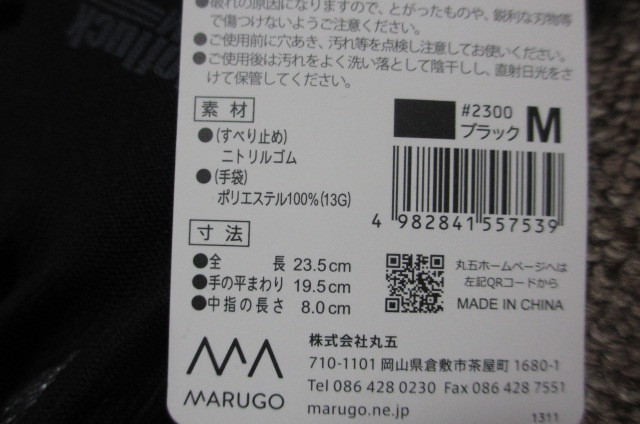 ●破れの原因になりますので、とがったものや、鋭利な刃物等
で傷つけないようご注意ください。
●ご使用前に穴あき、汚れ等を点検し注意してお使いください。
●ご使用後は汚れをよく洗い落として陰干しし、直射日光をさ
けて保管してください。
素材
●(すべり止め)
ニトリルゴム
●(手袋)
ポリエステル100%(13G)
#2300
ブラック M
4 982841 557539
寸法
●全 長 23.5cm
●手の平まわり 19.5cm
●中指の長さ 8.0cm
丸五ホームページへは
左記QRコードから
MADE IN CHINA
MARUGO
株式会社丸五
710-1101 岡山県倉敷市茶屋町 1680-1
Tel 086 428 0230 Fax 086 428 7551
marugo.ne.jp
1311